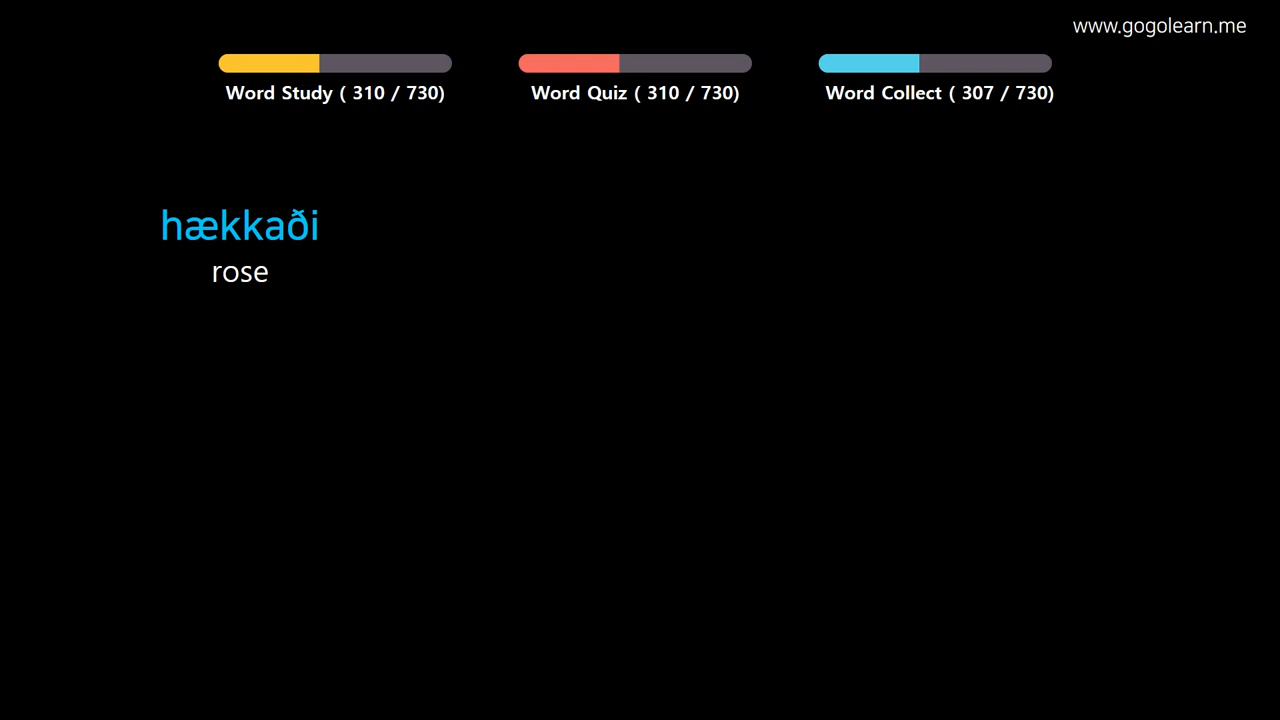 www.gogolearn.me
Word Study ( 310 / 730)
Word Quiz ( 310 / 730)
Word Collect ( 307 / 730)
hækkaði
rose